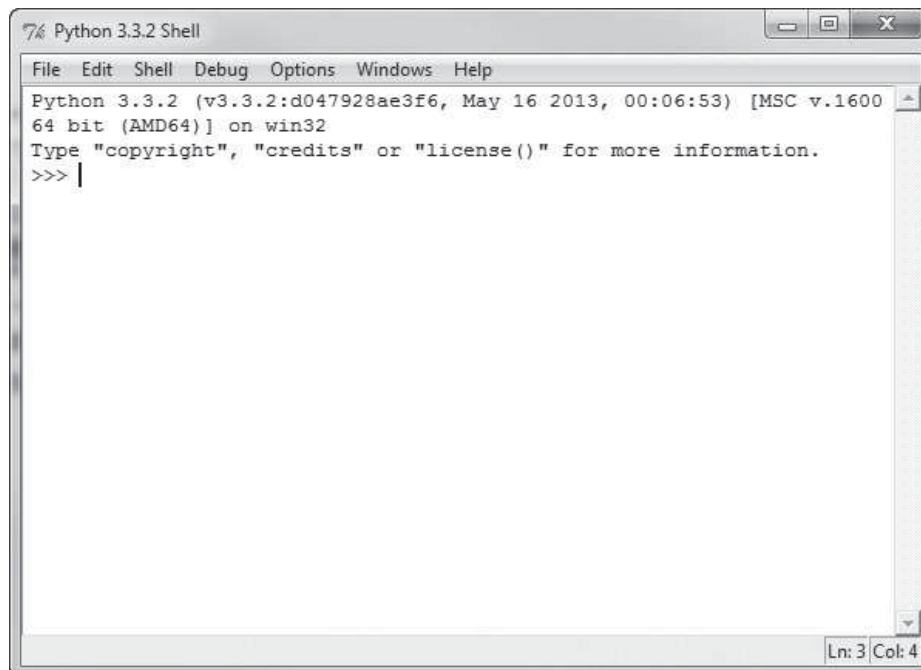 7% Python 3.3.2 Shell
File Edit Shell Debug Options Windows Help
Python 3.3.2 (v3.3.2:d047928ae3f6, May 16 2013, 00:06:53) [MSC v.1600
64 bit (AMD64)] on win32
Type "copyright", "credits" or "license()" for more information.
>>>
Ln: 3 Col: 4